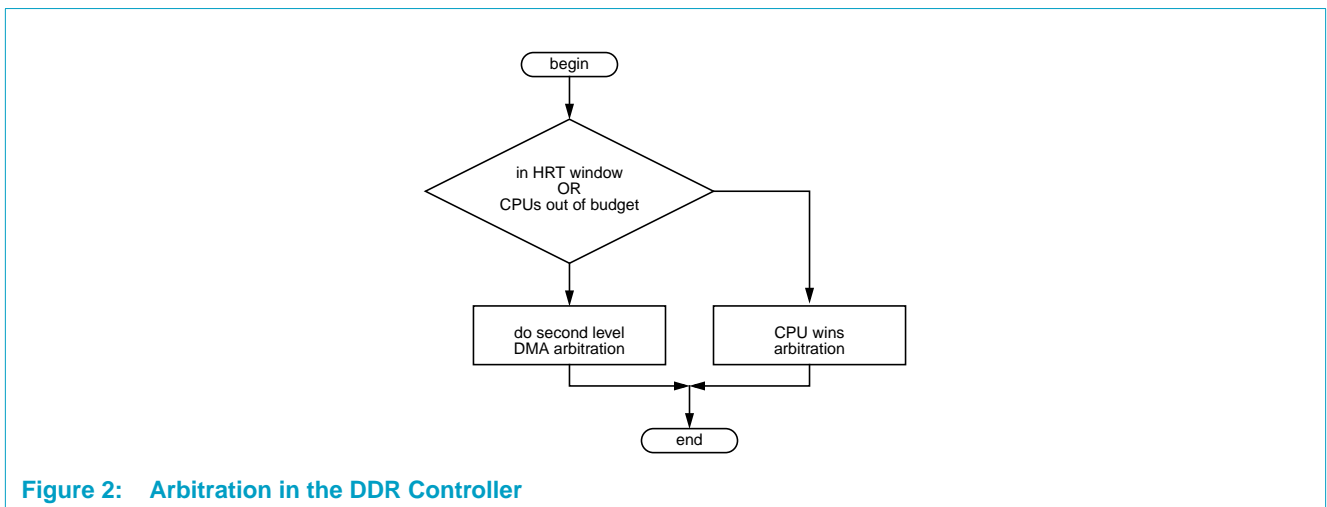 begin
in HRT window
OR
CPUs out of budget
do second level
DMA arbitration
CPU wins
arbitration
end
Figure 2: Arbitration in the DDR Controller